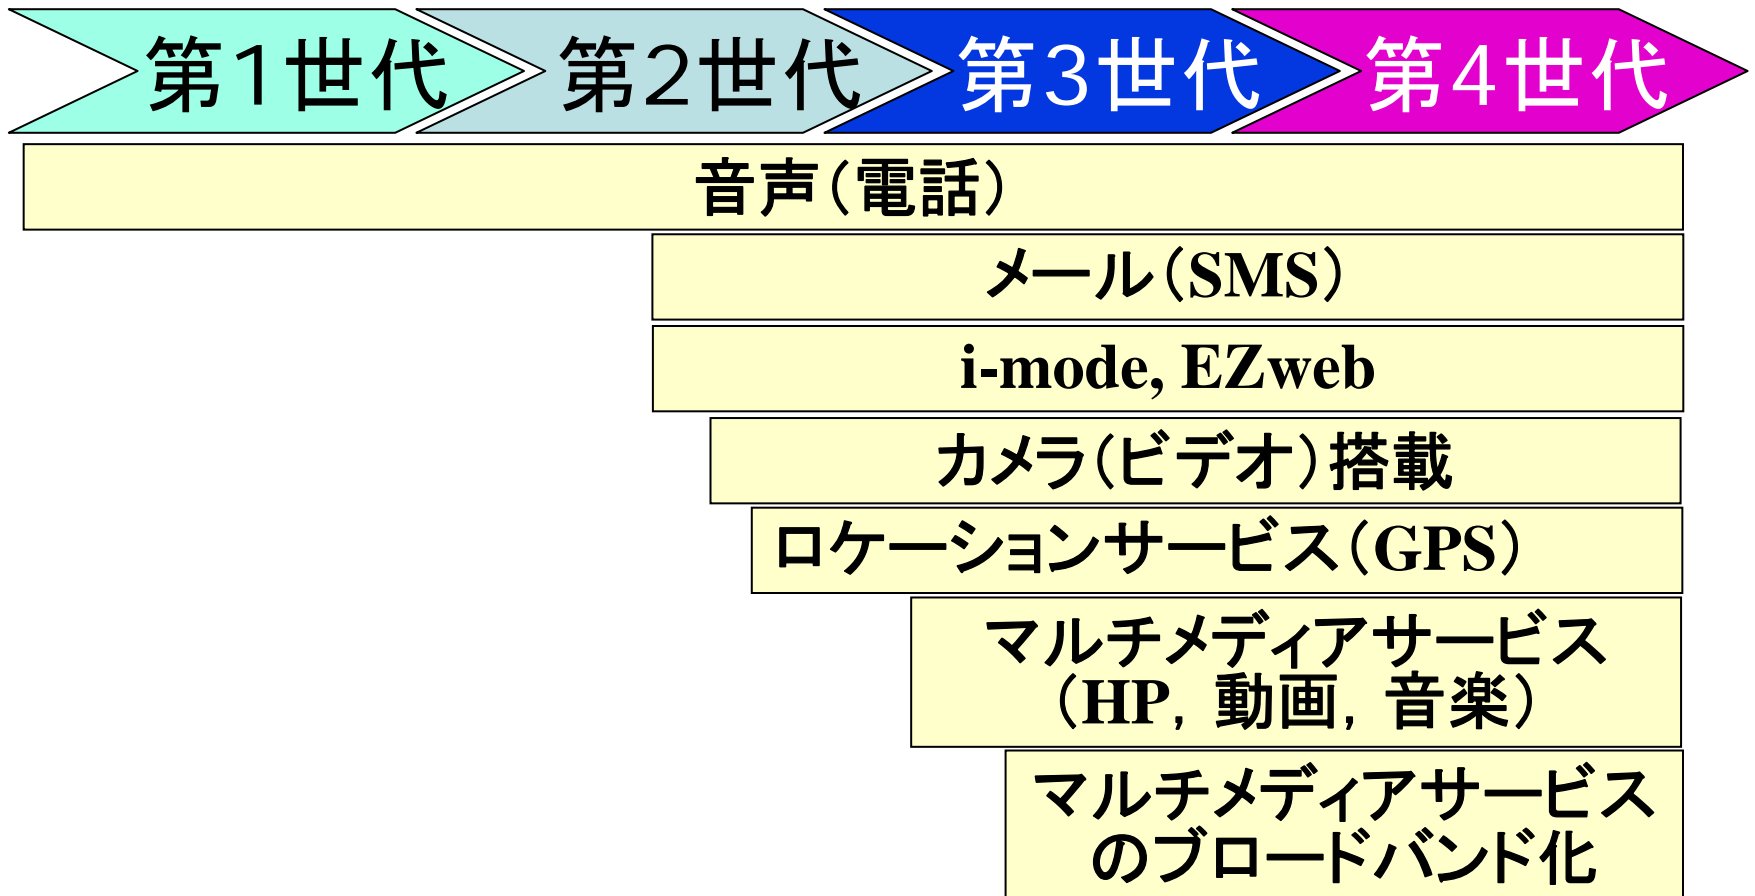 第1世代 第2世代 第3世代 第4世代
音声（電話）
メール（SMS）
i-mode, EZweb
カメラ（ビデオ）搭載
ロケーションサービス（GPS）
マルチメディアサービス
（HP，動画，音楽）
マルチメディアサービス
のブロードバンド化